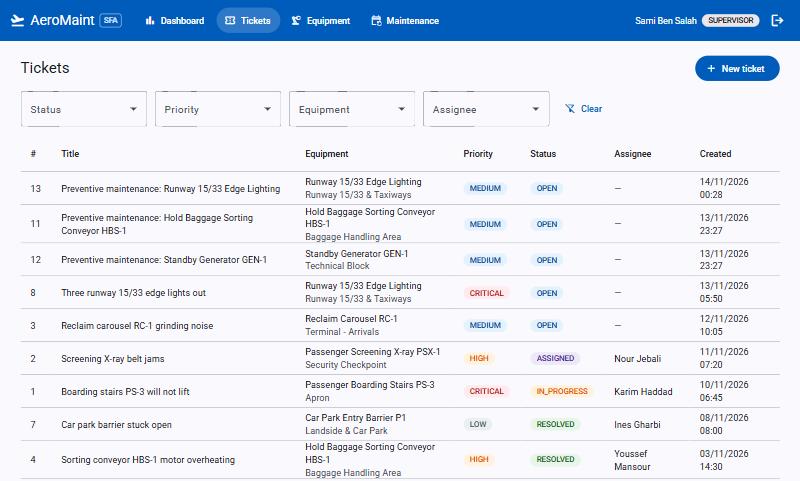 AeroMaint SFA Dashboard Tickets Equipment Maintenance Sami Ben Salah SUPERVISOR
Tickets
+ New ticket
Status Priority Equipment Assignee Clear
# Title Equipment Priority Status Assignee Created
13 Preventive maintenance: Runway 15/33 Edge Lighting Runway 15/33 Edge Lighting MEDIUM OPEN — 14/11/2026
Runway 15/33 & Taxiways 00:28
11 Preventive maintenance: Hold Baggage Sorting Hold Baggage Sorting Conveyor MEDIUM OPEN — 13/11/2026
Conveyor HBS-1 HBS-1 23:27
Baggage Handling Area
12 Preventive maintenance: Standby Generator GEN-1 Standby Generator GEN-1 MEDIUM OPEN — 13/11/2026
Technical Block 23:27
8 Three runway 15/33 edge lights out Runway 15/33 Edge Lighting CRITICAL OPEN — 13/11/2026
Runway 15/33 & Taxiways 05:50
3 Reclaim carousel RC-1 grinding noise Reclaim Carousel RC-1 MEDIUM OPEN — 12/11/2026
Terminal - Arrivals 10:05
2 Screening X-ray belt jams Passenger Screening X-ray PSX-1 HIGH ASSIGNED Nour Jebali 11/11/2026
Security Checkpoint 07:20
1 Boarding stairs PS-3 will not lift Passenger Boarding Stairs PS-3 CRITICAL IN_PROGRESS Karim Haddad 10/11/2026
Apron 06:45
7 Car park barrier stuck open Car Park Entry Barrier P1 LOW RESOLVED Ines Gharbi 08/11/2026
Landside & Car Park 08:00
4 Sorting conveyor HBS-1 motor overheating Hold Baggage Sorting Conveyor HIGH RESOLVED Youssef 03/11/2026
HBS-1 Mansour 14:30
Baggage Handling Area